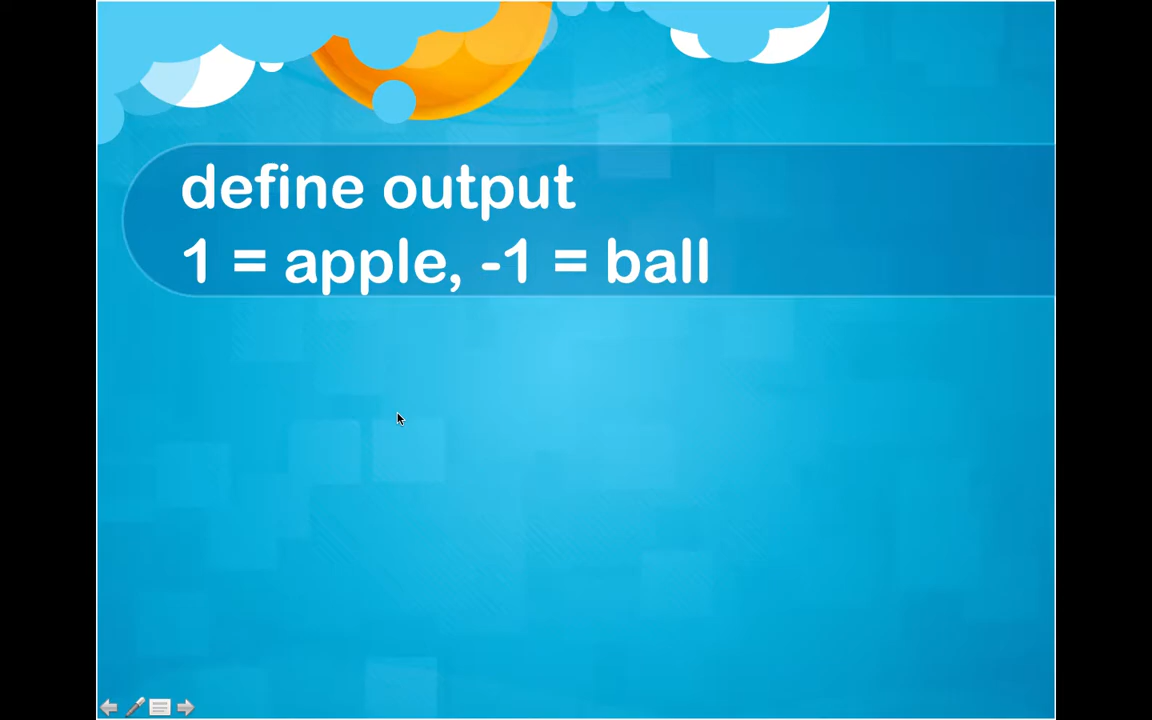 define output
1 = apple, -1 = ball